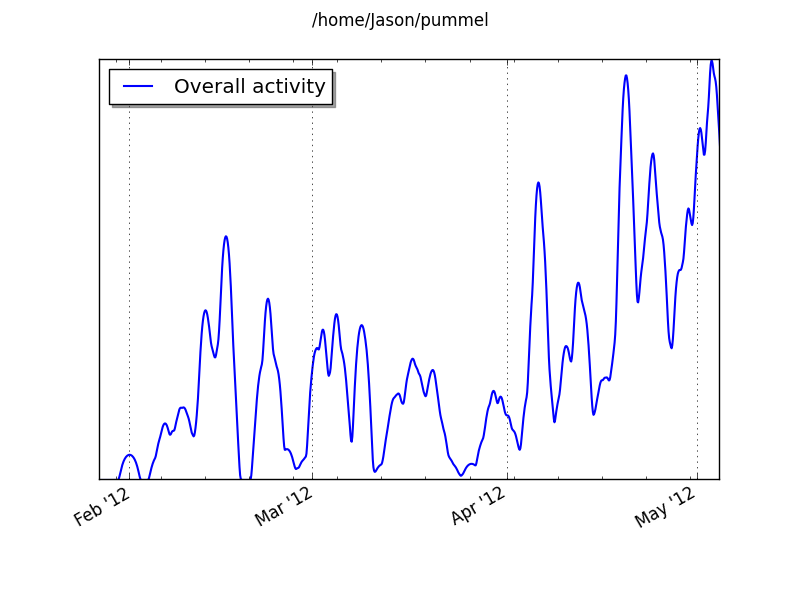 /home/Jason/pummel
Overall activity
Feb '12
Mar '12
Apr '12
May '12